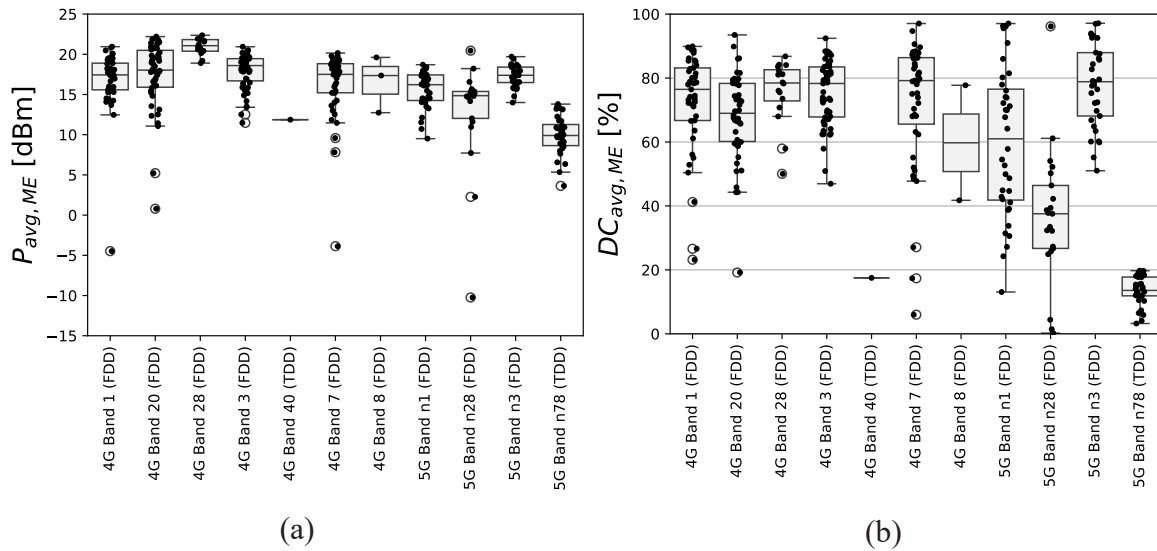 P_avg, ME [dBm]
25
20
15
10
5
0
−5
−10
−15
4G Band 1 (FDD)
4G Band 20 (FDD)
4G Band 28 (FDD)
4G Band 3 (FDD)
4G Band 40 (TDD)
4G Band 7 (FDD)
4G Band 8 (FDD)
5G Band n1 (FDD)
5G Band n28 (FDD)
5G Band n3 (FDD)
5G Band n78 (TDD)
(a)
DC_avg, ME [%]
100
80
60
40
20
0
4G Band 1 (FDD)
4G Band 20 (FDD)
4G Band 28 (FDD)
4G Band 3 (FDD)
4G Band 40 (TDD)
4G Band 7 (FDD)
4G Band 8 (FDD)
5G Band n1 (FDD)
5G Band n28 (FDD)
5G Band n3 (FDD)
5G Band n78 (TDD)
(b)